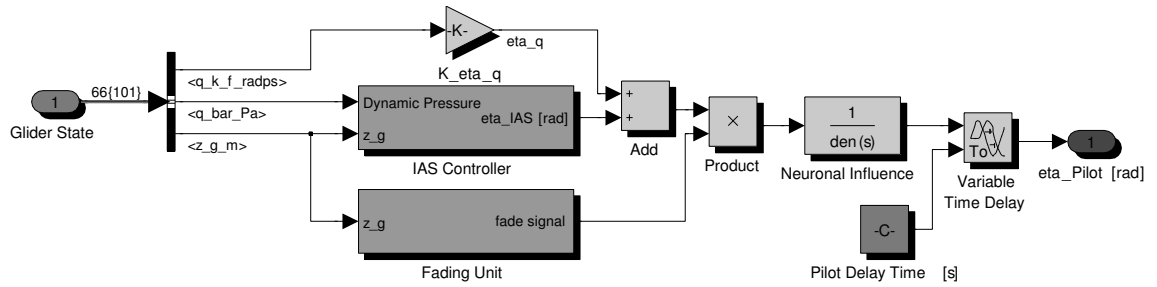 -K-
eta_q
K_eta_q
66{101}
1
Glider State
<q_k_f_radps>
<q_bar_Pa>
<z_g_m>
Dynamic Pressure
z_g
eta_IAS [rad]
IAS Controller
+
+
Add
×
Product
1
den(s)
Neuronal Influence
To
Variable
Time Delay
1
eta_Pilot [rad]
z_g
fade signal
Fading Unit
-C-
Pilot Delay Time [s]